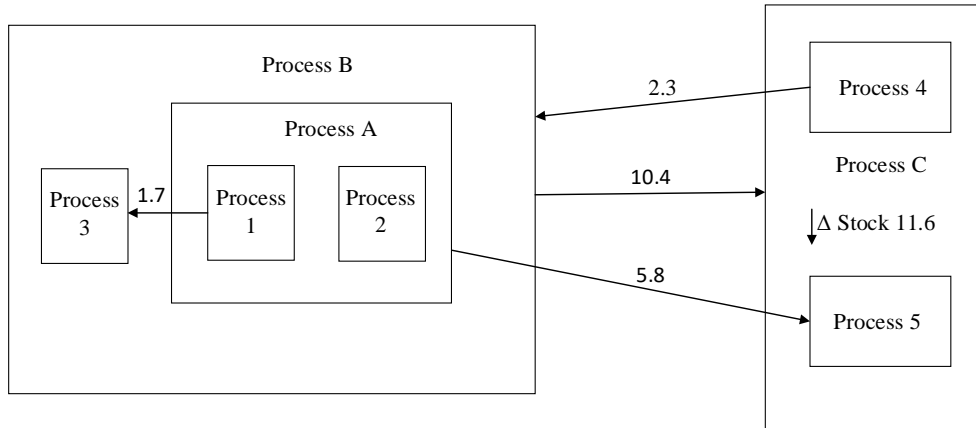 Process B
Process A
Process
3
1.7
Process
1
Process
2
2.3
10.4
5.8
Process 4
Process C
Δ Stock 11.6
Process 5